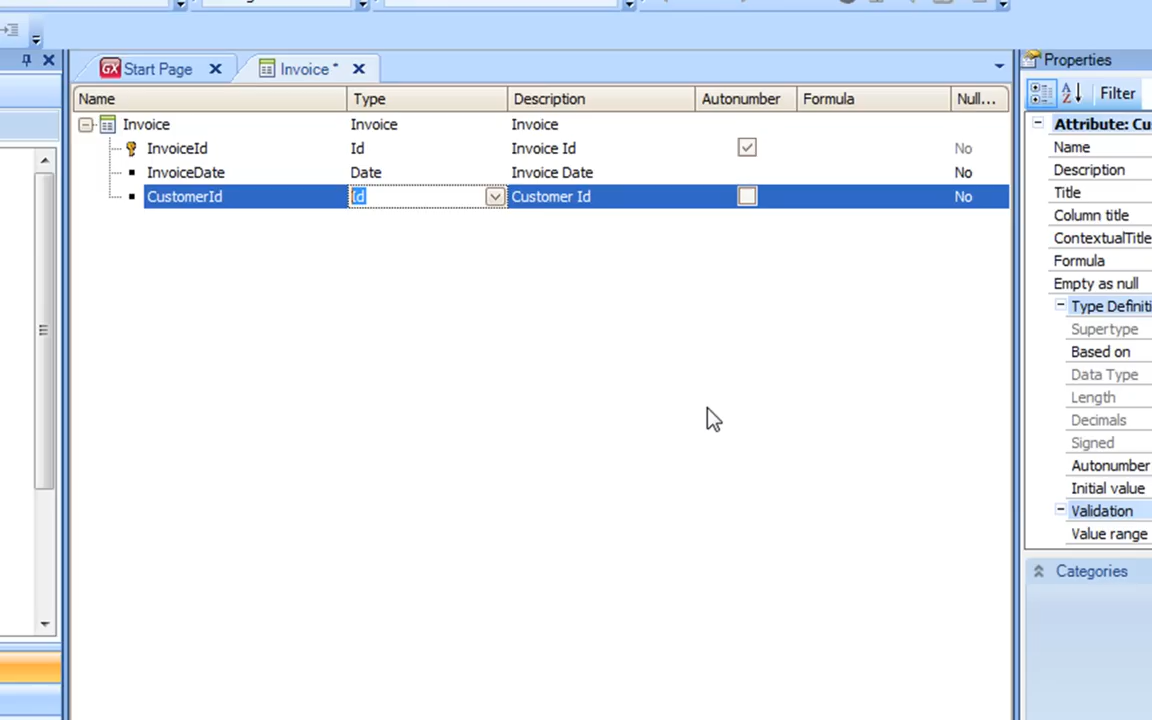 GX Start Page
Invoice *
Name Type Description Autonumber Formula Null...
Invoice Invoice Invoice
InvoiceId Id Invoice Id No
InvoiceDate Date Invoice Date No
CustomerId Id Customer Id No
Properties
Filter
Attribute: Cu
Name
Description
Title
Column title
ContextualTitle
Formula
Empty as null
Type Definiti
Supertype
Based on
Data Type
Length
Decimals
Signed
Autonumber
Initial value
Validation
Value range
Categories